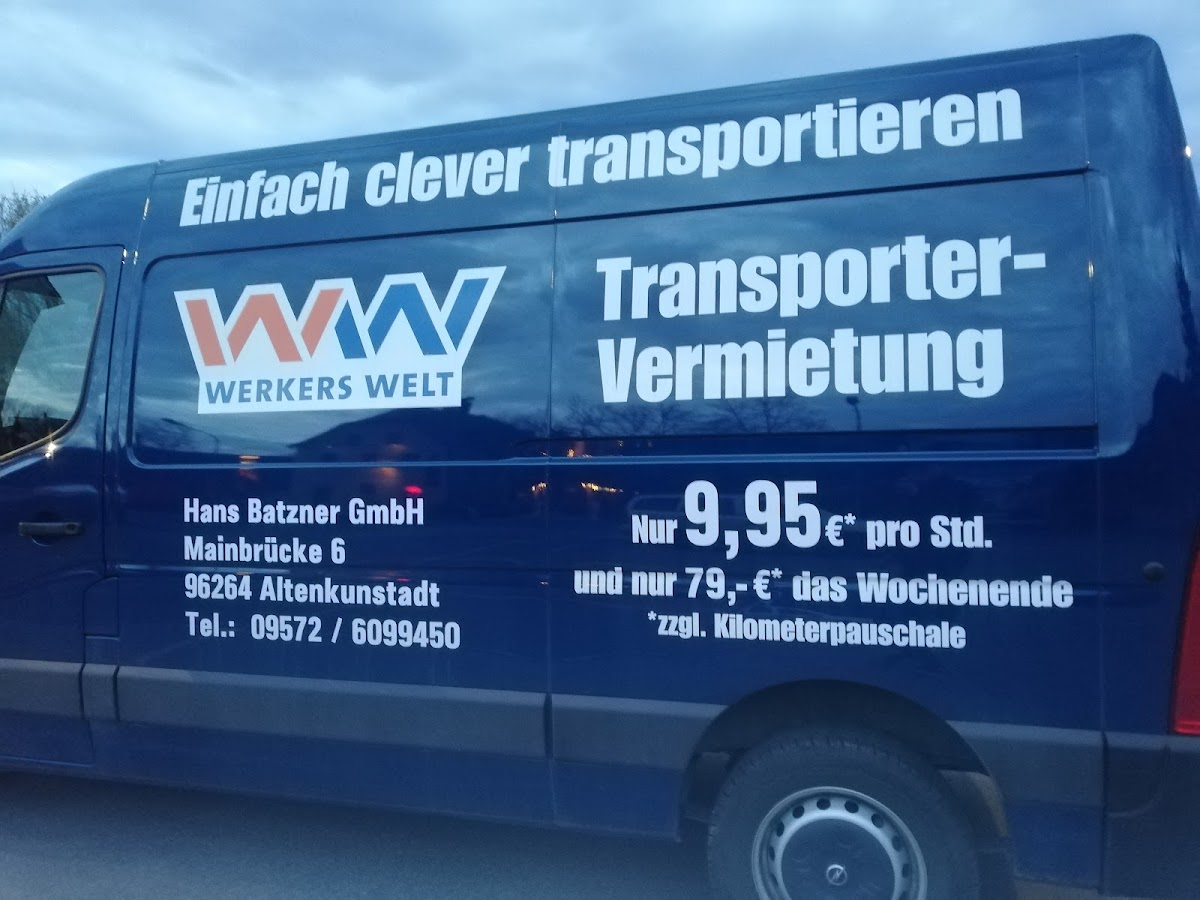 Einfach clever transportieren
WW
WERKERS WELT
Transporter-
Vermietung
Hans Batzner GmbH
Mainbrücke 6
96264 Altenkunstadt
Tel.: 09572 / 6099450
Nur 9,95 €* pro Std.
und nur 79,- €* das Wochenende
*zzgl. Kilometerpauschale